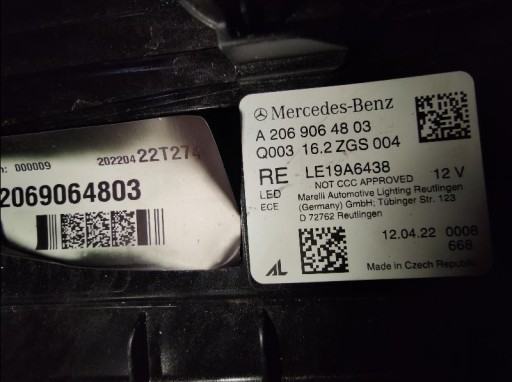 n: 000009
202204 22T274
2069064803
Mercedes-Benz
A 206 906 48 03
Q003 16.2 ZGS 004
RE LE19A6438
LED NOT CCC APPROVED 12 V
ECE Marelli Automotive Lighting Reutlingen
(Germany) GmbH; Tübinger Str. 123
D 72762 Reutlingen
12.04.22 0008
668
AL
Made in Czech Republic